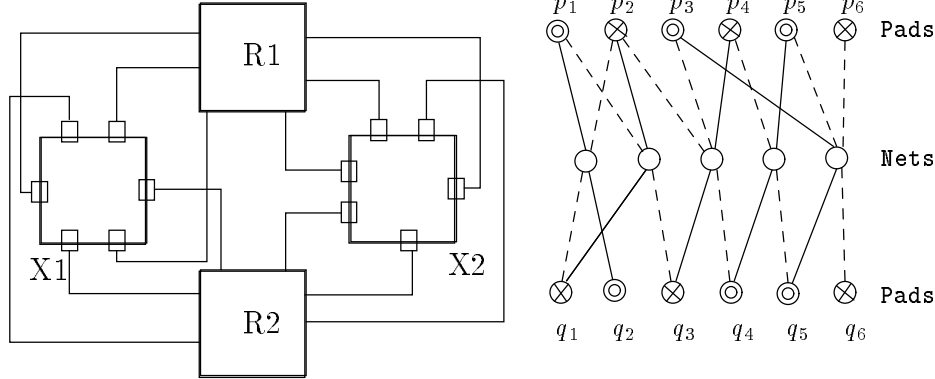 p1 p2 p3 p4 p5 p6
Pads
R1
Nets
X1
X2
R2
Pads
q1 q2 q3 q4 q5 q6